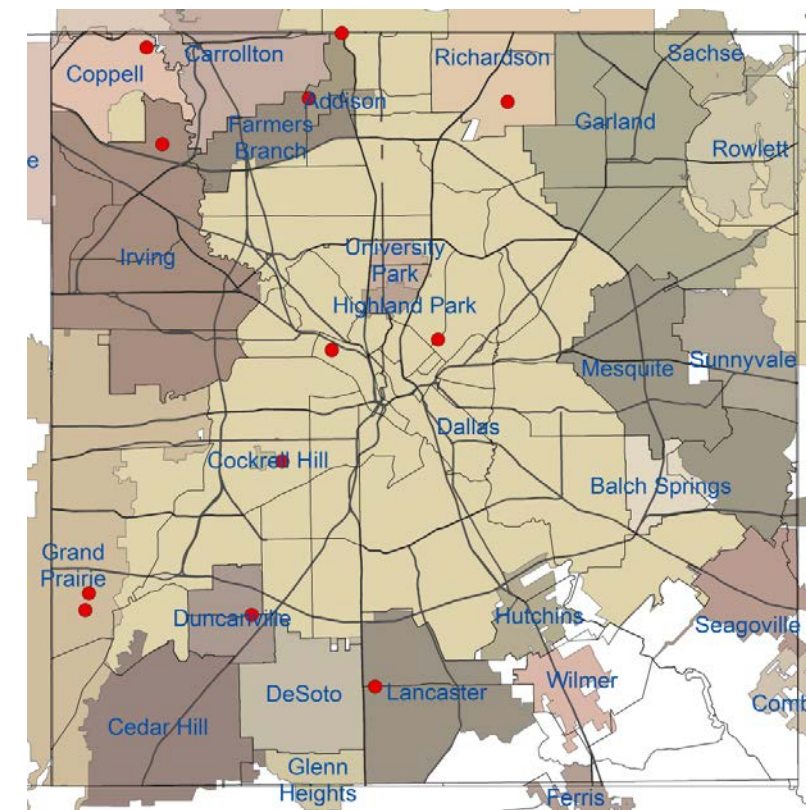 Sachse
Carrollton
Richardson
Coppell
Addison
Garland
Farmers
Branch
Rowlett
e
University
Park
Irving
Highland Park
Mesquite
Sunnyvale
Dallas
Cockrell Hill
Balch Springs
Grand
Prairie
Duncanville
Hutchins
Seagoville
Wilmer
DeSoto
Lancaster
Comb
Cedar Hill
Glenn
Heights
Ferris